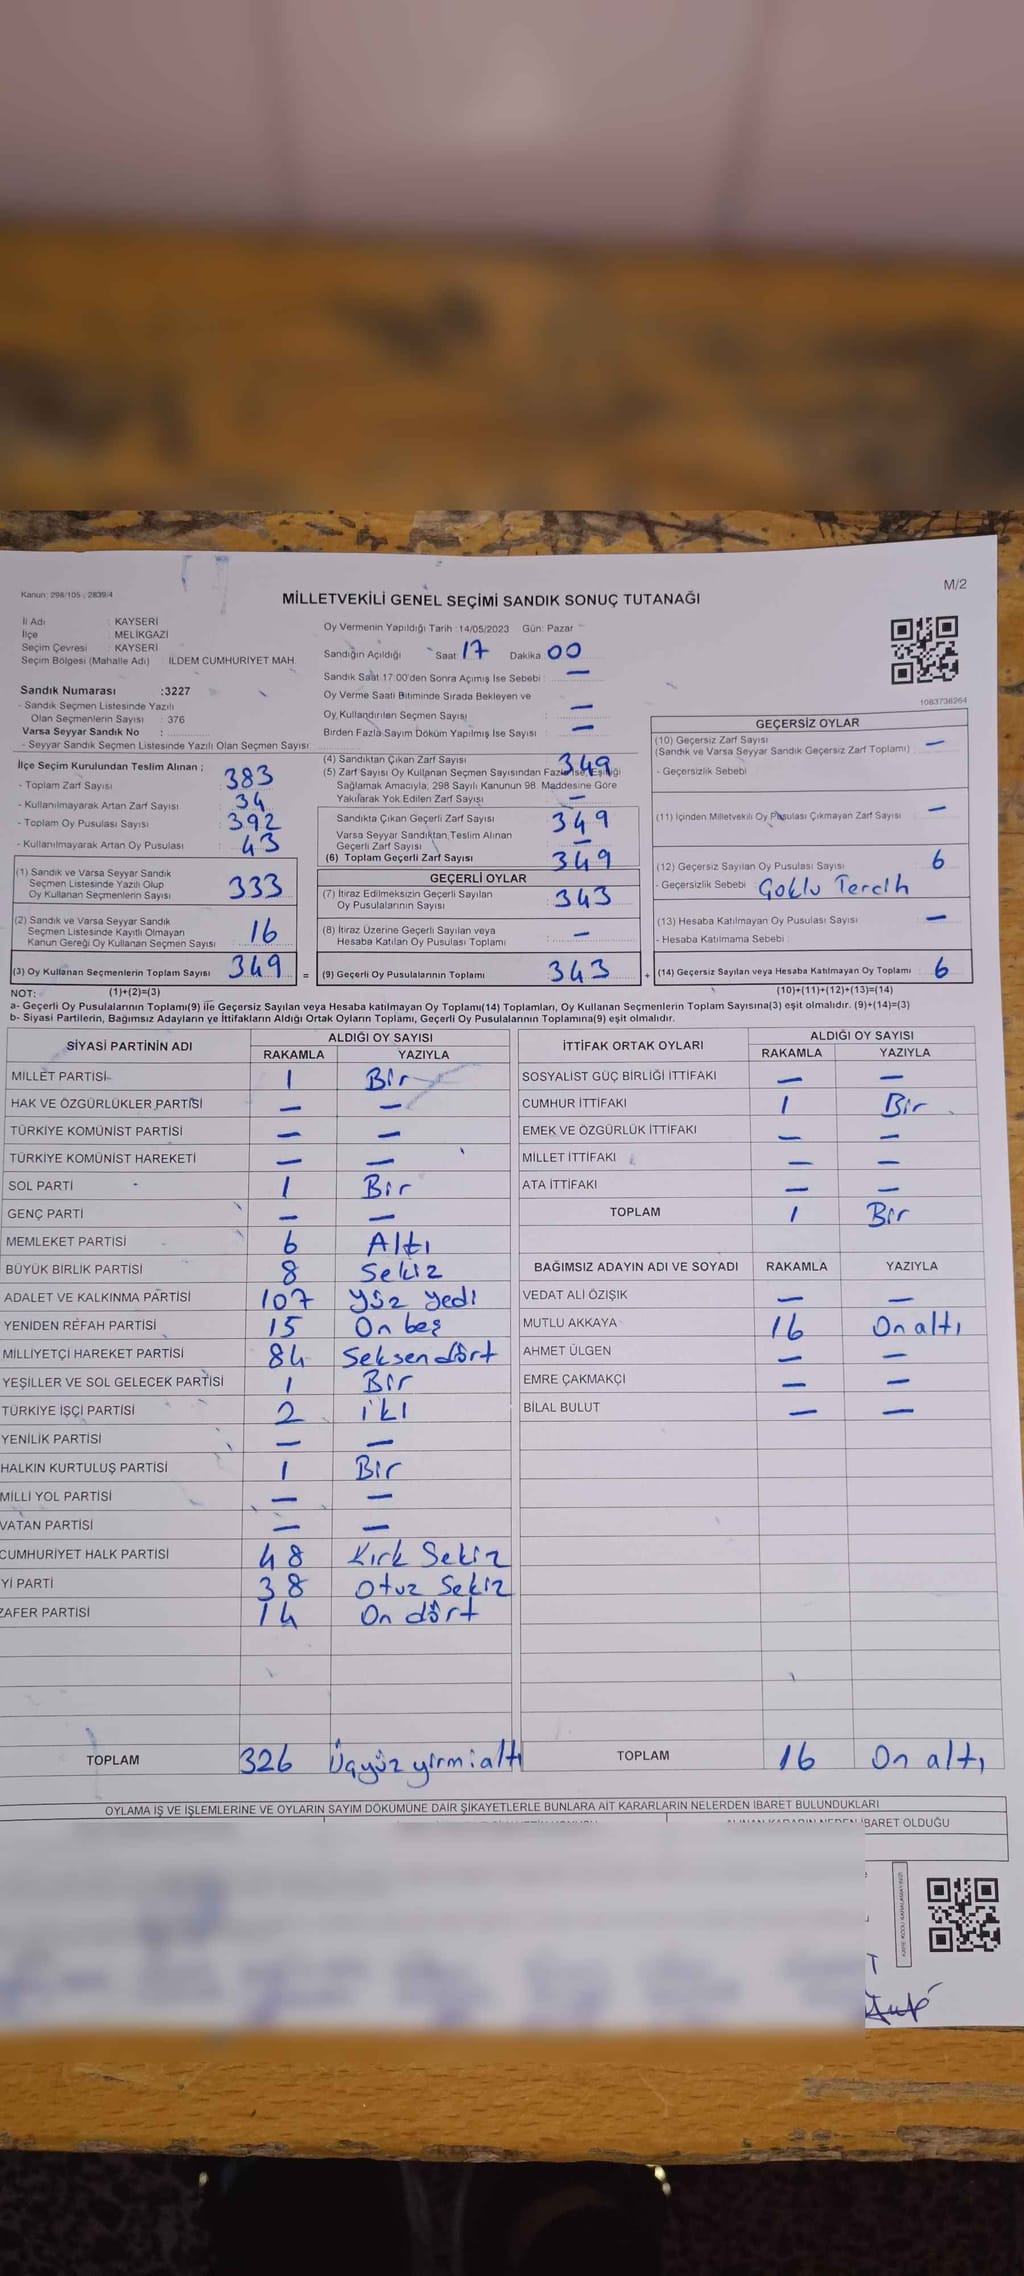 Kanun: 298/105 ; 2839/4
M/2
MİLLETVEKİLİ GENEL SEÇİMİ SANDIK SONUÇ TUTANAĞI
İl Adı : KAYSERİ
İlçe : MELİKGAZİ
Seçim Çevresi : KAYSERİ
Seçim Bölgesi (Mahalle Adı) : İLDEM CUMHURİYET MAH.
Sandık Numarası :3227
- Sandık Seçmen Listesinde Yazılı
Olan Seçmenlerin Sayısı : 376
Varsa Seyyar Sandık No :
- Seyyar Sandık Seçmen Listesinde Yazılı Olan Seçmen Sayısı:
İlçe Seçim Kurulundan Teslim Alınan ;
- Toplam Zarf Sayısı : 383
- Kullanılmayarak Artan Zarf Sayısı : 34
- Toplam Oy Pusulası Sayısı : 392
- Kullanılmayarak Artan Oy Pusulası : 43
(1) Sandık ve Varsa Seyyar Sandık
Seçmen Listesinde Yazılı Olup
Oy Kullanan Seçmenlerin Sayısı 333
(2) Sandık ve Varsa Seyyar Sandık
Seçmen Listesinde Kayıtlı Olmayan
Kanun Gereği Oy Kullanan Seçmen Sayısı 16
(3) Oy Kullanan Seçmenlerin Toplam Sayısı 349 =
Oy Vermenin Yapıldığı Tarih :14/05/2023 Gün: Pazar
Sandığın Açıldığı Saat: 17 Dakika: 00
Sandık Saat 17:00'den Sonra Açımış İse Sebebi : —
Oy Verme Saati Bitiminde Sırada Bekleyen ve
Oy Kullandırılan Seçmen Sayısı : —
Birden Fazla Sayım Döküm Yapılmış İse Sayısı : —
(4) Sandıktan Çıkan Zarf Sayısı 349
(5) Zarf Sayısı Oy Kullanan Seçmen Sayısından Fazla İse, Eşitliği
Sağlamak Amacıyla; 298 Sayılı Kanunun 98. Maddesine Göre
Yakılarak Yok Edilen Zarf Sayısı —
Sandıkta Çıkan Geçerli Zarf Sayısı 349
Varsa Seyyar Sandıktan Teslim Alınan
Geçerli Zarf Sayısı —
(6) Toplam Geçerli Zarf Sayısı 349
GEÇERLİ OYLAR
(7) İtiraz Edilmeksizin Geçerli Sayılan
Oy Pusulalarının Sayısı 343
(8) İtiraz Üzerine Geçerli Sayılan veya
Hesaba Katılan Oy Pusulası Toplamı —
(9) Geçerli Oy Pusulalarının Toplamı 343 +
1083738264
GEÇERSİZ OYLAR
(10) Geçersiz Zarf Sayısı
(Sandık ve Varsa Seyyar Sandık Geçersiz Zarf Toplamı) —
- Geçersizlik Sebebi
(11) İçinden Milletvekili Oy Pusulası Çıkmayan Zarf Sayısı —
(12) Geçersiz Sayılan Oy Pusulası Sayısı 6
- Geçersizlik Sebebi Çoklu Tercih
(13) Hesaba Katılmayan Oy Pusulası Sayısı —
- Hesaba Katılmama Sebebi
(14) Geçersiz Sayılan veya Hesaba Katılmayan Oy Toplamı 6
NOT: (1)+(2)=(3) (10)+(11)+(12)+(13)=(14)
a- Geçerli Oy Pusulalarının Toplamı(9) ile Geçersiz Sayılan veya Hesaba katılmayan Oy Toplamı(14) Toplamları, Oy Kullanan Seçmenlerin Toplam Sayısına(3) eşit olmalıdır. (9)+(14)=(3)
b- Siyasi Partilerin, Bağımsız Adayların ve İttifakların Aldığı Ortak Oyların Toplamı, Geçerli Oy Pusulalarının Toplamına(9) eşit olmalıdır.
SİYASİ PARTİNİN ADI ALDIĞI OY SAYISI
RAKAMLA YAZIYLA
MİLLET PARTİSİ 1 Bir
HAK VE ÖZGÜRLÜKLER PARTİSİ — —
TÜRKİYE KOMÜNİST PARTİSİ — —
TÜRKİYE KOMÜNİST HAREKETİ — —
SOL PARTİ 1 Bir
GENÇ PARTİ — —
MEMLEKET PARTİSİ 6 Altı
BÜYÜK BİRLİK PARTİSİ 8 Sekiz
ADALET VE KALKINMA PARTİSİ 107 Yüz Yedi
YENİDEN REFAH PARTİSİ 15 On beş
MİLLİYETÇİ HAREKET PARTİSİ 84 Seksen dört
YEŞİLLER VE SOL GELECEK PARTİSİ 1 Bir
TÜRKİYE İŞÇİ PARTİSİ 2 iki
YENİLİK PARTİSİ — —
HALKIN KURTULUŞ PARTİSİ 1 Bir
MİLLİ YOL PARTİSİ — —
VATAN PARTİSİ — —
CUMHURİYET HALK PARTİSİ 48 Kırk Sekiz
Yİ PARTİ 38 Otuz Sekiz
ZAFER PARTİSİ 14 On dört
TOPLAM 326 Üçyüz yirmi altı
İTTİFAK ORTAK OYLARI ALDIĞI OY SAYISI
RAKAMLA YAZIYLA
SOSYALİST GÜÇ BİRLİĞİ İTTİFAKI — —
CUMHUR İTTİFAKI 1 Bir
EMEK VE ÖZGÜRLÜK İTTİFAKI — —
MİLLET İTTİFAKI — —
ATA İTTİFAKI — —
TOPLAM 1 Bir
BAĞIMSIZ ADAYIN ADI VE SOYADI RAKAMLA YAZIYLA
VEDAT ALİ ÖZIŞIK — —
MUTLU AKKAYA 16 On altı
AHMET ÜLGEN — —
EMRE ÇAKMAKÇI — —
BİLAL BULUT — —
TOPLAM 16 On altı
OYLAMA İŞ VE İŞLEMLERİNE VE OYLARIN SAYIM DÖKÜMÜNE DAİR ŞİKAYETLERLE BUNLARA AİT KARARLARIN NELERDEN İBARET BULUNDUKLARI
İBARET OLDUĞU